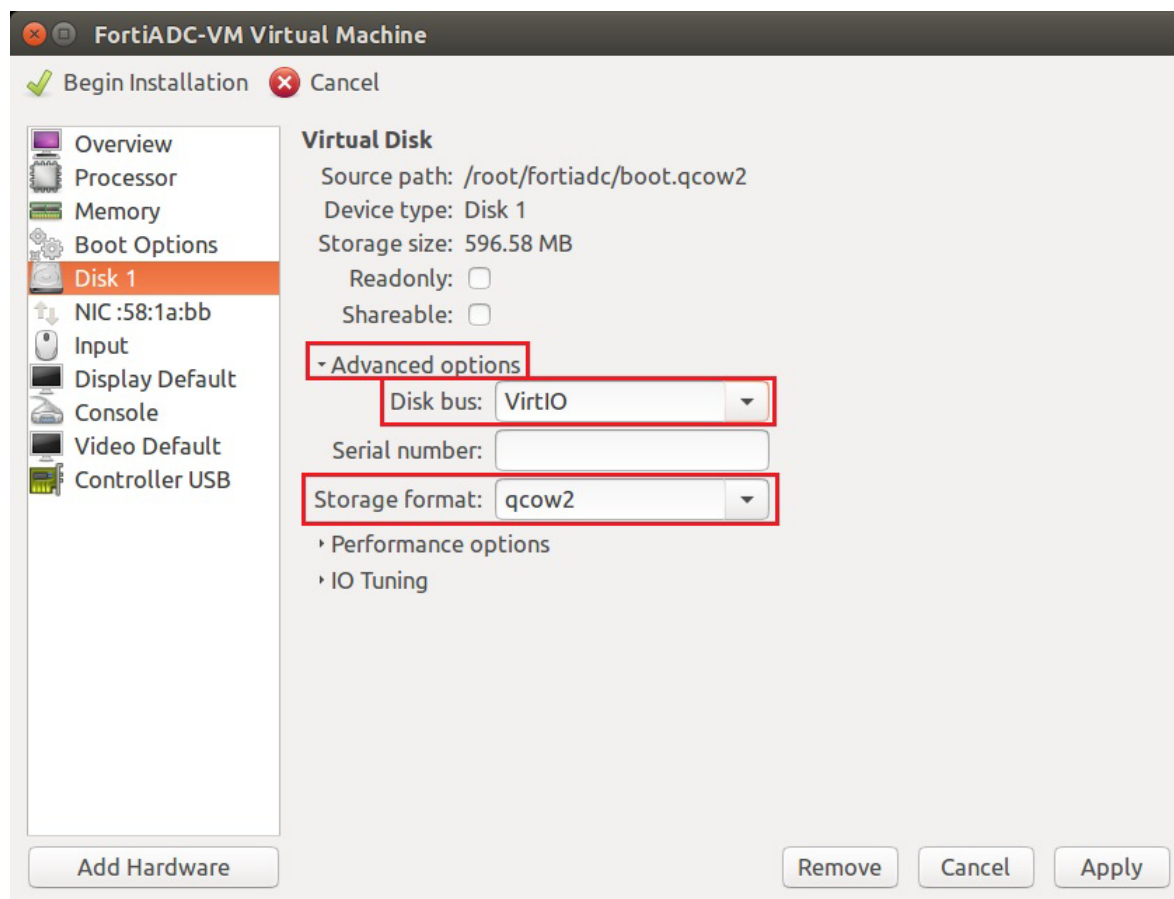 FortiADC-VM Virtual Machine
Begin Installation Cancel
Overview
Processor
Memory
Boot Options
Disk 1
NIC :58:1a:bb
Input
Display Default
Console
Video Default
Controller USB
Virtual Disk
Source path: /root/fortiadc/boot.qcow2
Device type: Disk 1
Storage size: 596.58 MB
Readonly:
Shareable:
Advanced options
Disk bus: VirtIO
Serial number:
Storage format: qcow2
Performance options
IO Tuning
Add Hardware Remove Cancel Apply